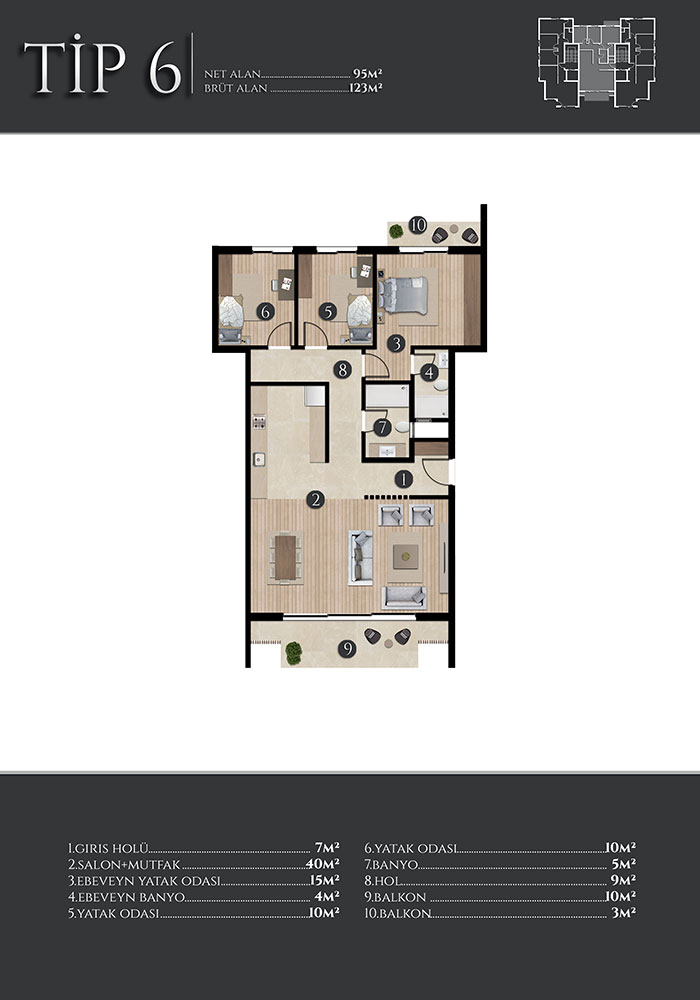 TİP 6
NET ALAN........................ 95M²
BRÜT ALAN ........................123M²
10
6
5
3
4
8
7
1
2
9
1.GIRIS HOLÜ........................7M²
2.SALON+MUTFAK........................40M²
3.EBEVEYN YATAK ODASI........................15M²
4.EBEVEYN BANYO........................4M²
5.YATAK ODASI........................10M²
6.YATAK ODASI........................10M²
7.BANYO........................5M²
8.HOL........................9M²
9.BALKON ........................10M²
10.BALKON........................3M²